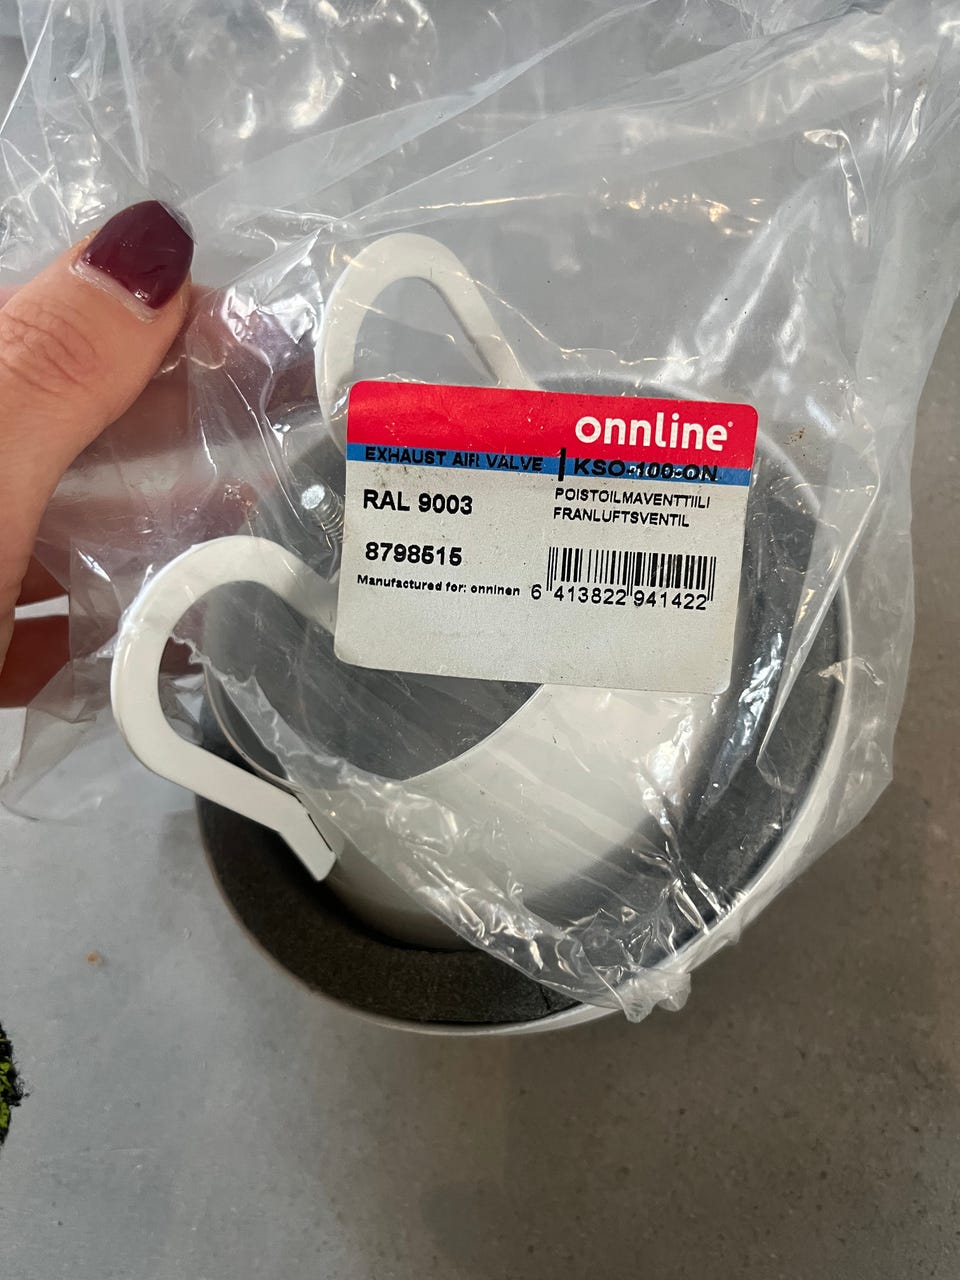 onnline
EXHAUST AIR VALVE | KSO-100-ON
RAL 9003
POISTOILMAVENTTIILI
FRANLUFTSVENTIL
8798515
Manufactured for: onninen
6 413822 941422